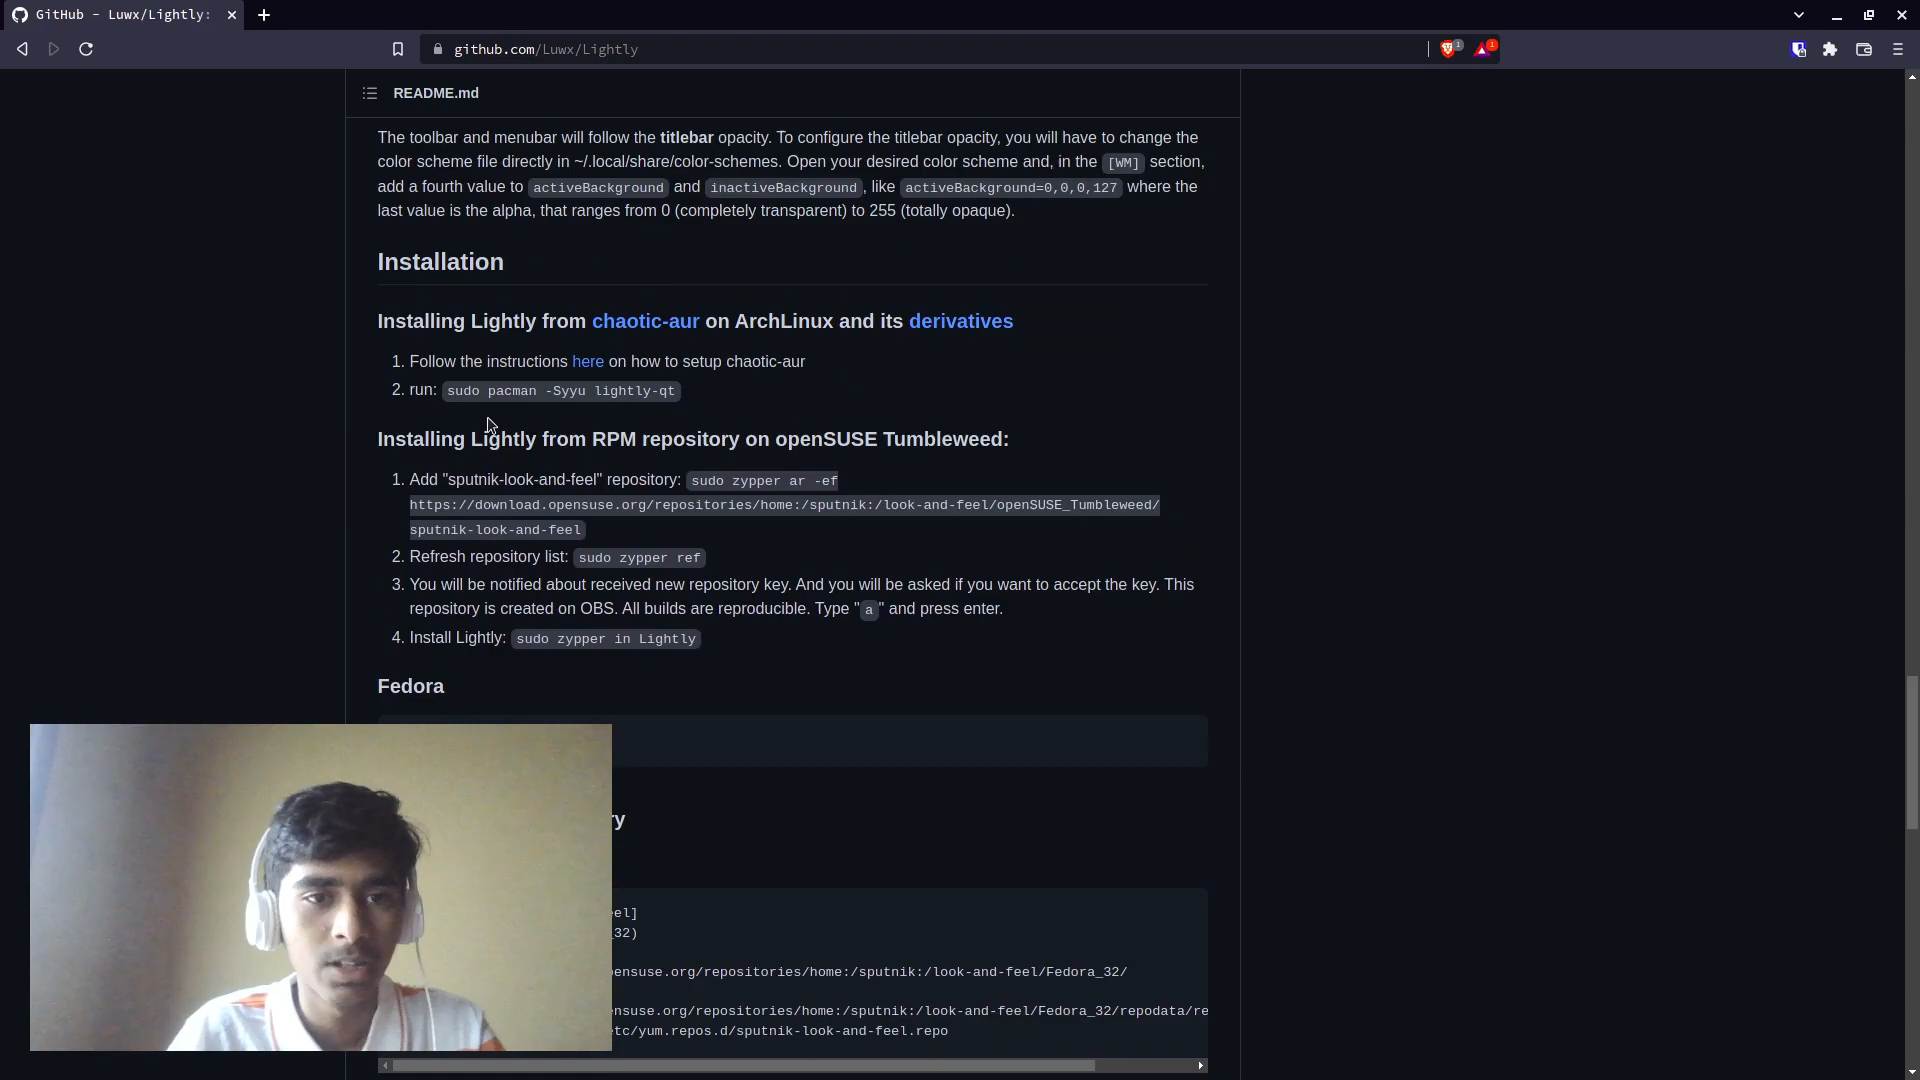 GitHub - Luwx/Lightly:
github.com/Luwx/Lightly
1
1
README.md
The toolbar and menubar will follow the titlebar opacity. To configure the titlebar opacity, you will have to change the
color scheme file directly in ~/.local/share/color-schemes. Open your desired color scheme and, in the [WM] section,
add a fourth value to activeBackground and inactiveBackground, like activeBackground=0,0,0,127 where the
last value is the alpha, that ranges from 0 (completely transparent) to 255 (totally opaque).
Installation
Installing Lightly from chaotic-aur on ArchLinux and its derivatives
1. Follow the instructions here on how to setup chaotic-aur
2. run: sudo pacman -Syyu lightly-qt
Installing Lightly from RPM repository on openSUSE Tumbleweed:
1. Add "sputnik-look-and-feel" repository: sudo zypper ar -ef
https://download.opensuse.org/repositories/home:/sputnik:/look-and-feel/openSUSE_Tumbleweed/
sputnik-look-and-feel
2. Refresh repository list: sudo zypper ref
3. You will be notified about received new repository key. And you will be asked if you want to accept the key. This
repository is created on OBS. All builds are reproducible. Type "a" and press enter.
4. Install Lightly: sudo zypper in Lightly
Fedora
ry
eel]
_32)
pensuse.org/repositories/home:/sputnik:/look-and-feel/Fedora_32/
ensuse.org/repositories/home:/sputnik:/look-and-feel/Fedora_32/repodata/re
etc/yum.repos.d/sputnik-look-and-feel.repo